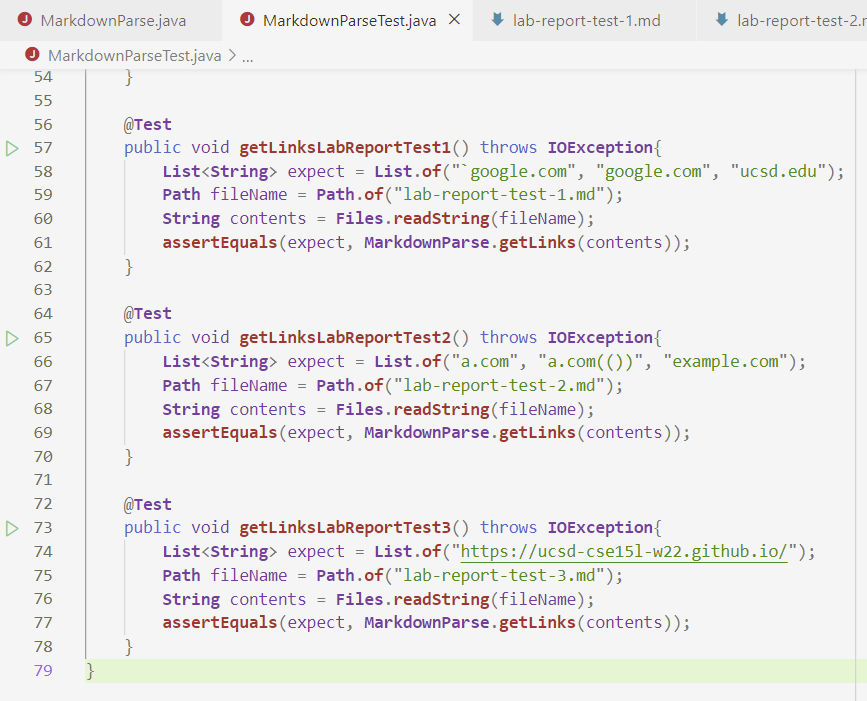 MarkdownParse.java MarkdownParseTest.java lab-report-test-1.md lab-report-test-2.m
MarkdownParseTest.java > ...
54 }
55
56 @Test
57 public void getLinksLabReportTest1() throws IOException{
58 List<String> expect = List.of("`google.com", "google.com", "ucsd.edu");
59 Path fileName = Path.of("lab-report-test-1.md");
60 String contents = Files.readString(fileName);
61 assertEquals(expect, MarkdownParse.getLinks(contents));
62 }
63
64 @Test
65 public void getLinksLabReportTest2() throws IOException{
66 List<String> expect = List.of("a.com", "a.com(())", "example.com");
67 Path fileName = Path.of("lab-report-test-2.md");
68 String contents = Files.readString(fileName);
69 assertEquals(expect, MarkdownParse.getLinks(contents));
70 }
71
72 @Test
73 public void getLinksLabReportTest3() throws IOException{
74 List<String> expect = List.of("https://ucsd-cse15l-w22.github.io/");
75 Path fileName = Path.of("lab-report-test-3.md");
76 String contents = Files.readString(fileName);
77 assertEquals(expect, MarkdownParse.getLinks(contents));
78 }
79 }